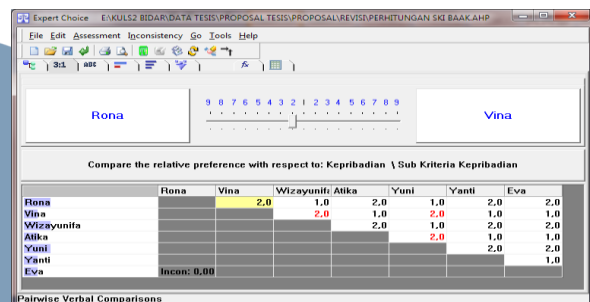 Expert Choice E:\KULS2 BIDAR\DATA TESIS\PROPOSAL TESIS\PROPOSAL\REVISI\PERHITUNGAN SKI BAAK.AHP
File Edit Assessment Inconsistency Go Tools Help
3:1 ABC fx
9 8 7 6 5 4 3 2 1 2 3 4 5 6 7 8 9
Rona Vina
Compare the relative preference with respect to: Kepribadian \ Sub Kriteria Kepribadian
Rona Vina Wizayunifa Atika Yuni Yanti Eva
Rona 2,0 1,0 2,0 1,0 2,0 2,0
Vina 2,0 1,0 2,0 1,0 1,0
Wizayunifa 2,0 1,0 2,0 2,0
Atika 2,0 1,0 1,0
Yuni 2,0 2,0
Yanti 1,0
Eva Incon: 0,00
Pairwise Verbal Comparisons